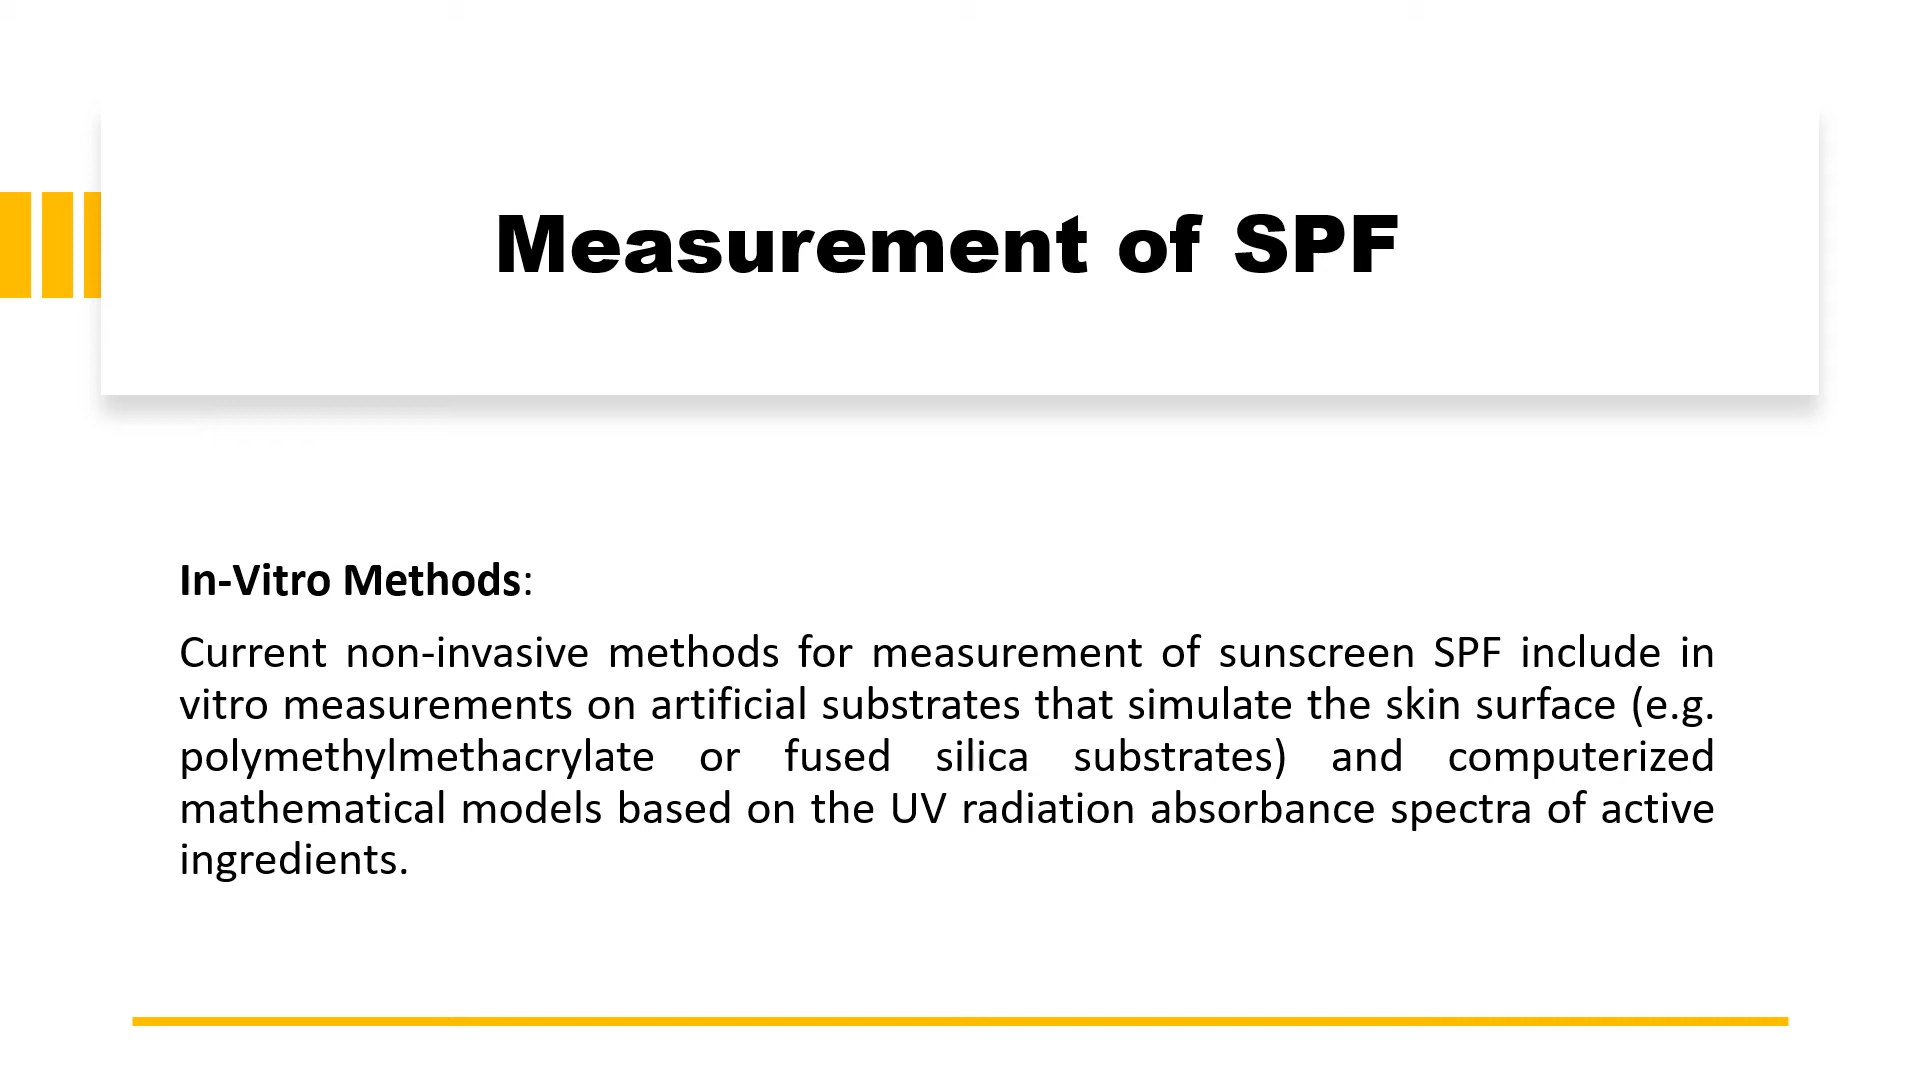 Measurement of SPF
In-Vitro Methods:
Current non-invasive methods for measurement of sunscreen SPF include in
vitro measurements on artificial substrates that simulate the skin surface (e.g.
polymethylmethacrylate or fused silica substrates) and computerized
mathematical models based on the UV radiation absorbance spectra of active
ingredients.